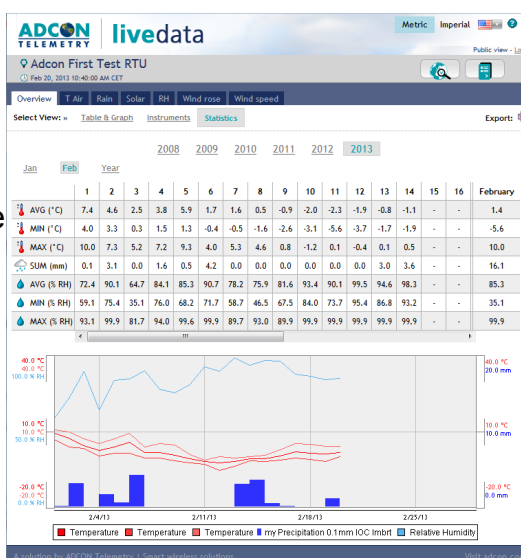 ADCON TELEMETRY
livedata
Metric Imperial
Public view - Lo
Adcon First Test RTU
Feb 20, 2013 10:40:00 AM CET
Overview T Air Rain Solar RH Wind rose Wind speed
Select View: » Table & Graph Instruments Statistics Export:
2008 2009 2010 2011 2012 2013
Jan Feb Year
e
1 2 3 4 5 6 7 8 9 10 11 12 13 14 15 16 February
AVG (°C) 7.4 4.6 2.5 3.8 5.9 1.7 1.6 0.5 -0.9 -2.0 -2.3 -1.9 -0.8 -1.1 - - 1.4
MIN (°C) 4.0 3.3 0.3 1.5 1.3 -0.4 -0.5 -1.6 -2.6 -3.1 -5.6 -3.7 -1.7 -1.9 - - -5.6
MAX (°C) 10.0 7.3 5.2 7.2 9.3 4.0 5.3 4.6 0.8 -1.2 0.1 -0.4 0.1 0.5 - - 10.0
SUM (mm) 0.1 3.1 0.0 1.6 0.5 4.2 0.0 0.0 0.0 0.0 0.0 0.0 3.0 3.6 - - 16.1
AVG (% RH) 72.4 90.1 64.7 84.1 85.3 90.7 78.2 75.9 81.6 93.4 90.1 99.5 94.6 98.3 - - 85.3
MIN (% RH) 59.1 75.4 35.1 76.0 68.2 71.7 58.7 46.5 67.5 84.0 73.7 95.4 86.8 93.2 - - 35.1
MAX (% RH) 93.1 99.9 81.7 94.0 99.6 99.9 89.7 93.0 89.9 99.9 99.9 99.9 99.9 99.9 - - 99.9
40.0 °C 40.0 °C
40.0 °C 20.0 mm
100.0 % RH
10.0 °C 10.0 °C
10.0 °C 10.0 mm
50.0 % RH
-20.0 °C -20.0 °C
-20.0 °C 0.0 mm
0.0 % RH
2/4/13 2/11/13 2/18/13 2/25/13
Temperature Temperature Temperature my Precipitation 0.1mm IOC Imbrt Relative Humidity
A solution by ADCON Telemetry | Smart wireless solutions Visit adcon.co